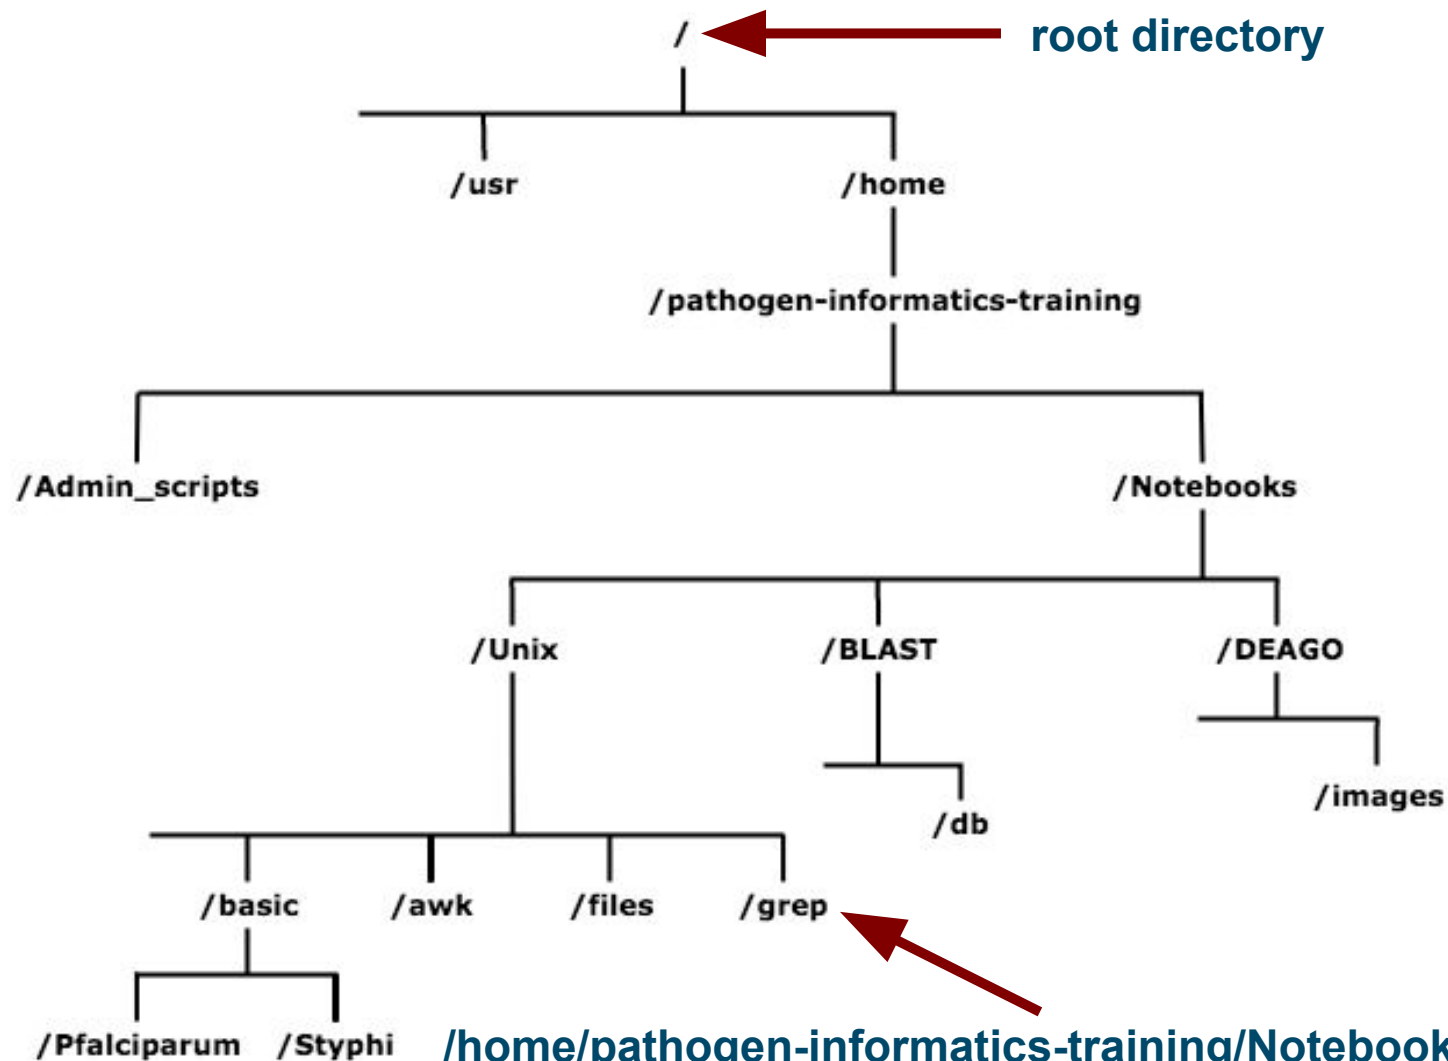 / root directory
/usr /home
/pathogen-informatics-training
/Admin_scripts /Notebooks
/Unix /BLAST /DEAGO
/images
/db
/basic /awk /files /grep
/Pfalciparum /Styphi /home/pathogen-informatics-training/Notebook